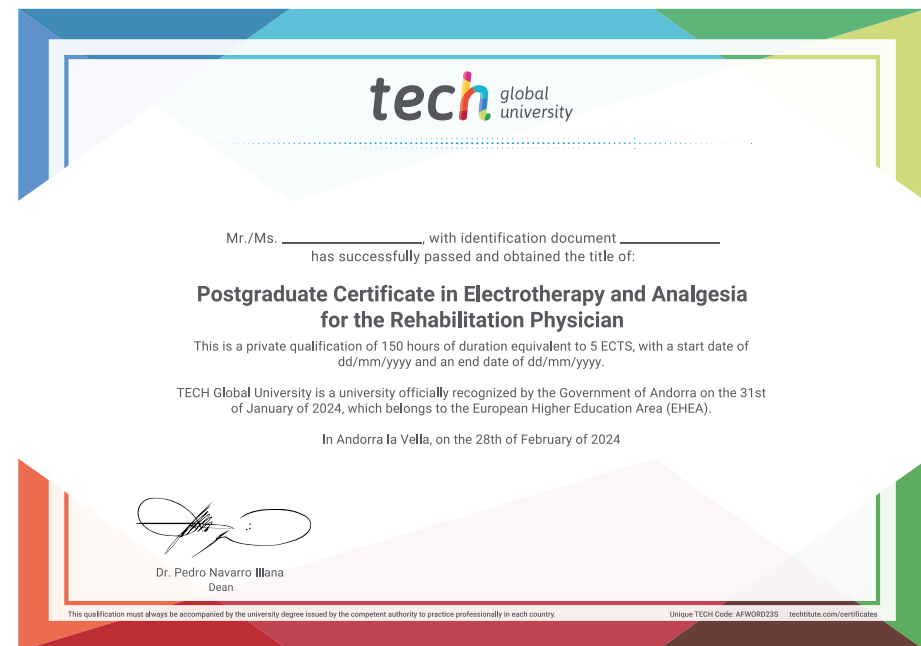 tech global university
Mr./Ms. ____________, with identification document ____________
has successfully passed and obtained the title of:
Postgraduate Certificate in Electrotherapy and Analgesia
for the Rehabilitation Physician
This is a private qualification of 150 hours of duration equivalent to 5 ECTS, with a start date of
dd/mm/yyyy and an end date of dd/mm/yyyy.
TECH Global University is a university officially recognized by the Government of Andorra on the 31st
of January of 2024, which belongs to the European Higher Education Area (EHEA).
In Andorra la Vella, on the 28th of February of 2024
Dr. Pedro Navarro Illana
Dean
This qualification must always be accompanied by the university degree issued by the competent authority to practice professionally in each country. Unique TECH Code: AFWORD23S techtitute.com/certificates